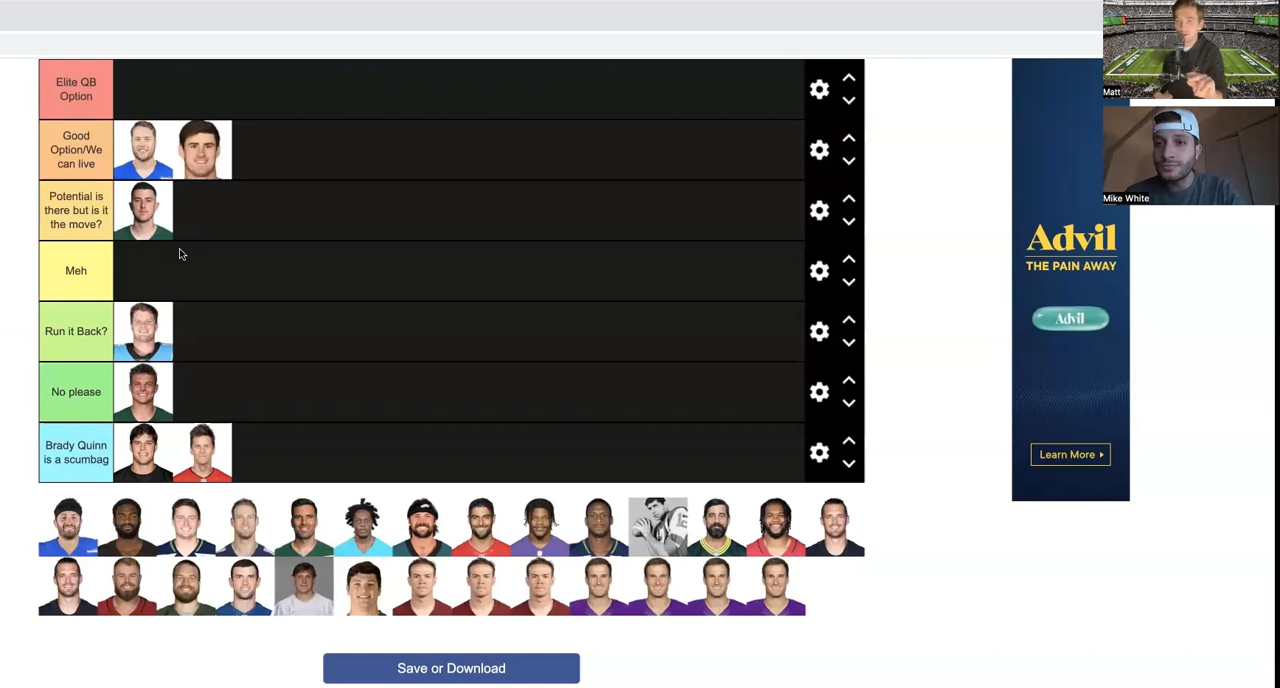 Matt
Mike White
Elite QB
Option
Good
Option/We
can live
Potential is
there but is it
the move?
Meh
Run it Back?
No please
Brady Quinn
is a scumbag
Advil
THE PAIN AWAY
Advil
Learn More
Save or Download